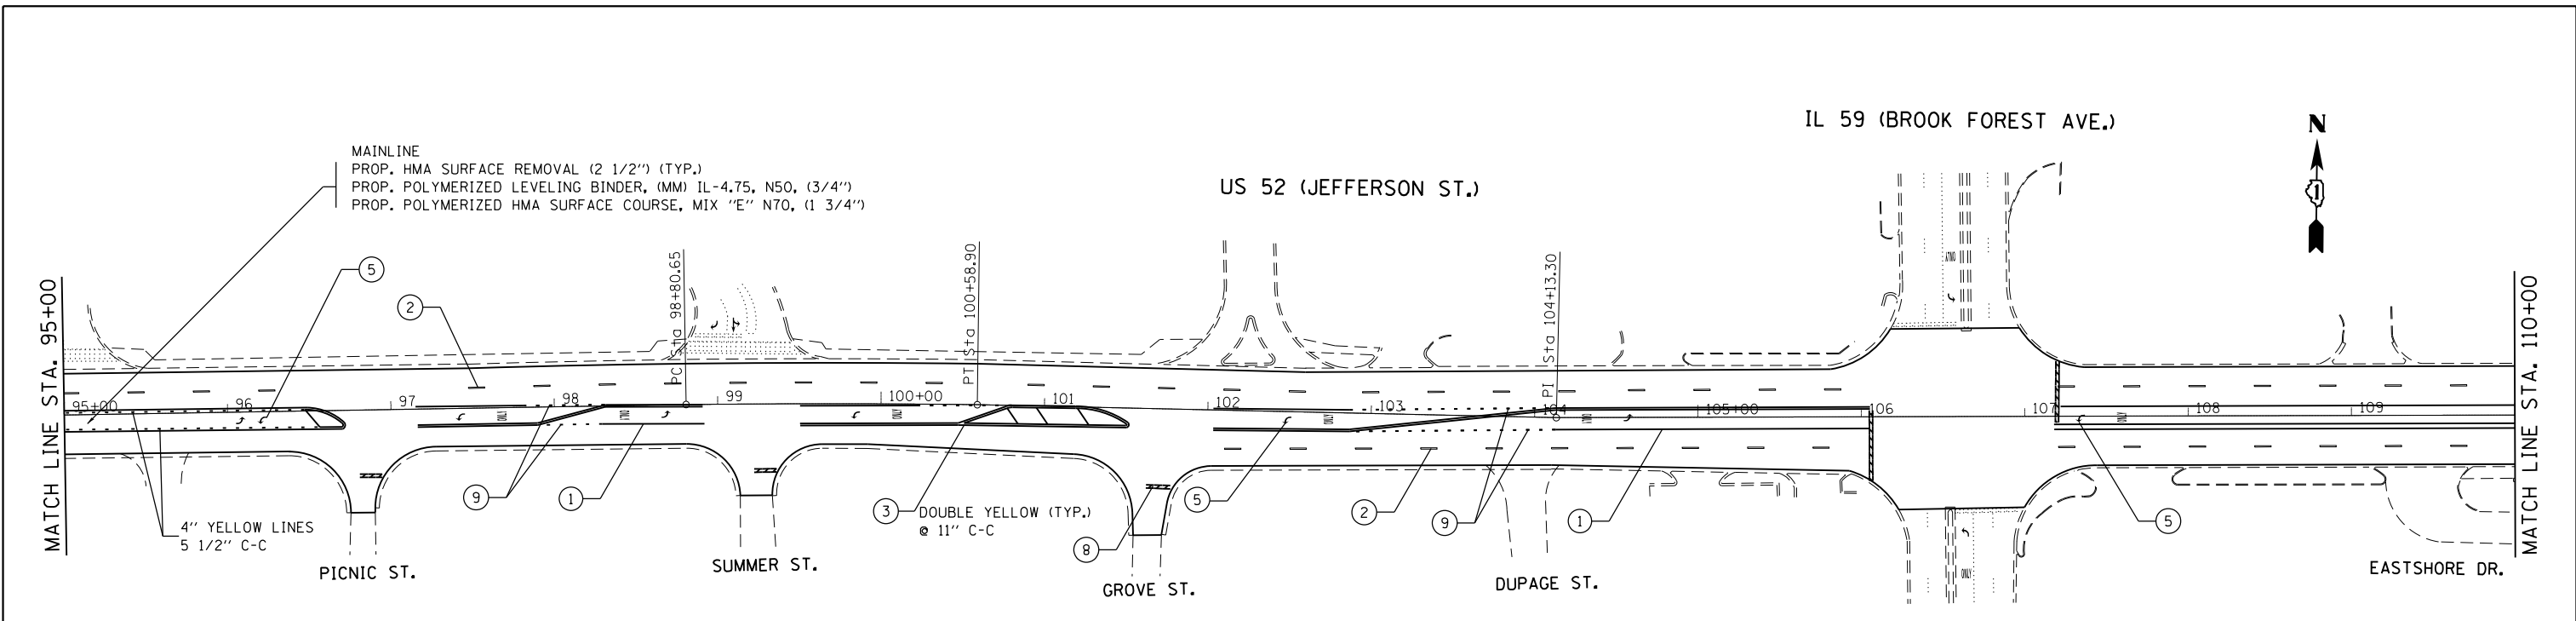 IL 59 (BROOK FOREST AVE.)
N
1
MAINLINE
PROP. HMA SURFACE REMOVAL (2 1/2") (TYP.)
PROP. POLYMERIZED LEVELING BINDER, (MM) IL-4.75, N50, (3/4")
PROP. POLYMERIZED HMA SURFACE COURSE, MIX "E" N70, (1 3/4")
US 52 (JEFFERSON ST.)
5
2
PC Sta 98+80.65
PT Sta 100+58.90
PI Sta 104+13.30
ONLY
MATCH LINE STA. 95+00
MATCH LINE STA. 110+00
95+00
96
97
98
99
100+00
101
102
103
104
105+00
106
107
108
109
ONLY
ONLY
ONLY
ONLY
ONLY
ONLY
9
1
3
DOUBLE YELLOW (TYP.)
@ 11" C-C
8
5
2
9
1
5
4" YELLOW LINES
5 1/2" C-C
ONLY
PICNIC ST.
SUMMER ST.
GROVE ST.
DUPAGE ST.
EASTSHORE DR.